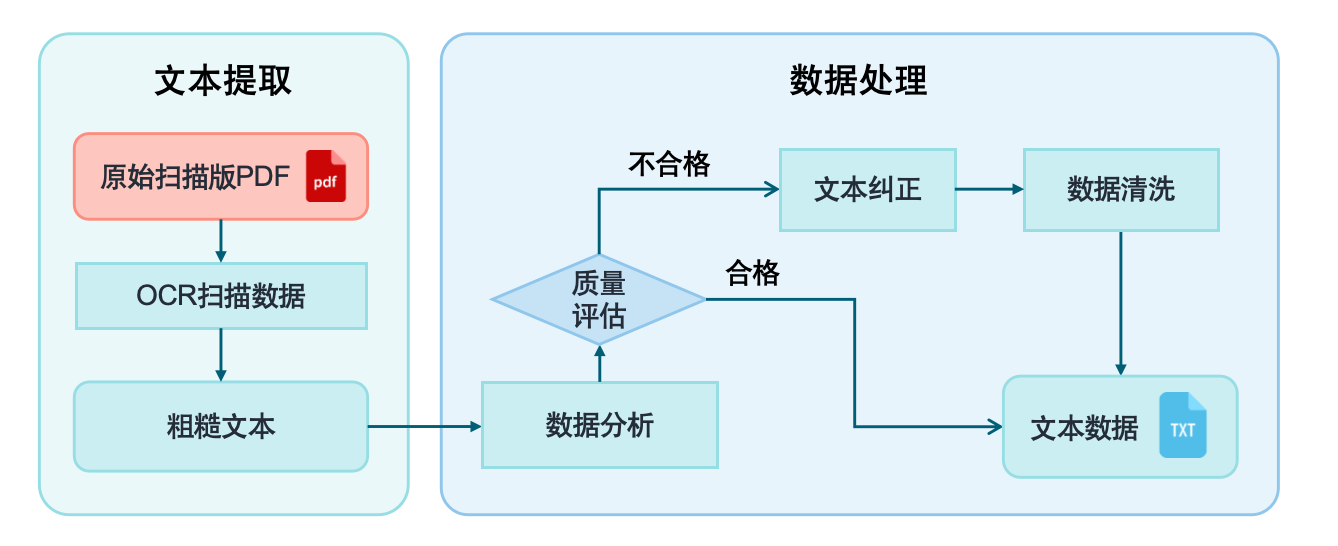 文本提取
原始扫描版PDF
pdf
OCR扫描数据
粗糙文本
数据处理
不合格
文本纠正
数据清洗
质量
评估
合格
数据分析
文本数据
TXT